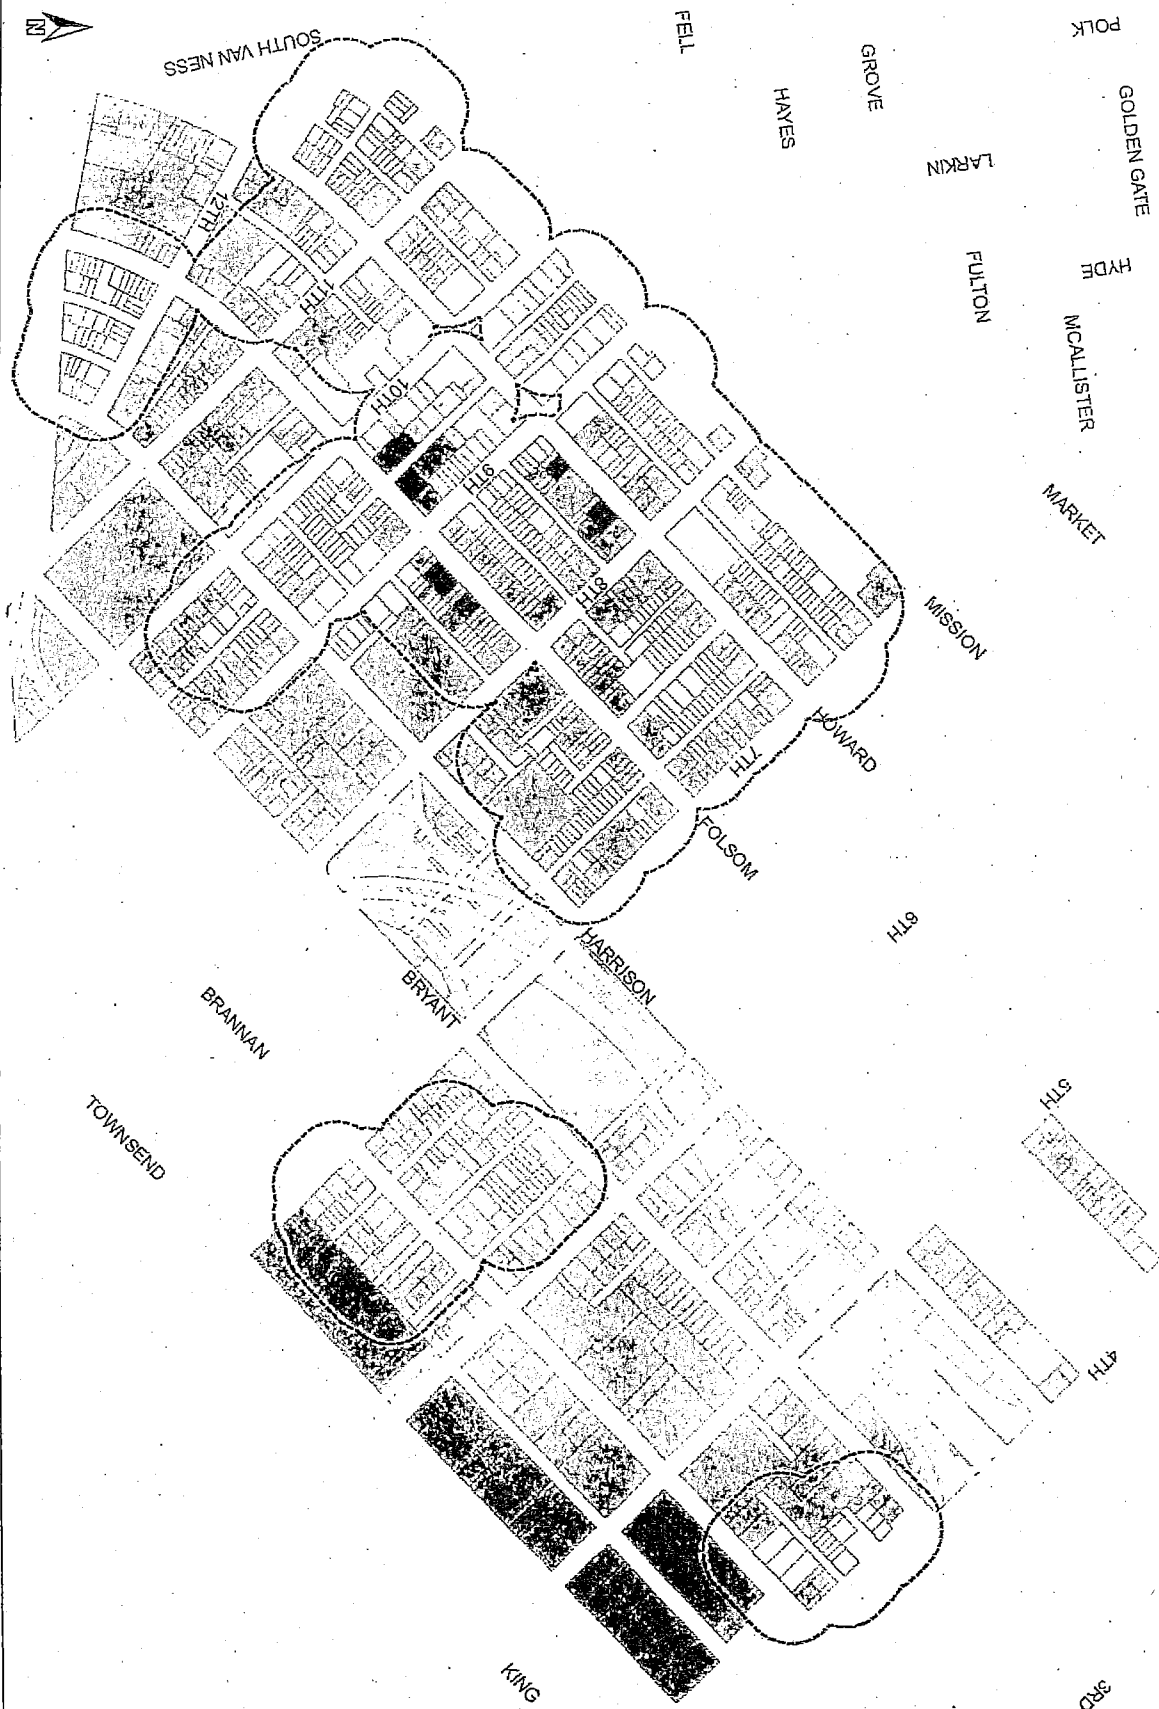 N
SOUTH VAN NESS
FELL
POLK
GROVE
HAYES
GOLDEN GATE
LARKIN
12TH
11TH
FULTON
HYDE
MCALLISTER
10TH
MARKET
9TH
8TH
MISSION
HOWARD
7TH
FOLSOM
6TH
HARRISON
BRYANT
BRANNAN
TOWNSEND
5TH
4TH
KING
3RD